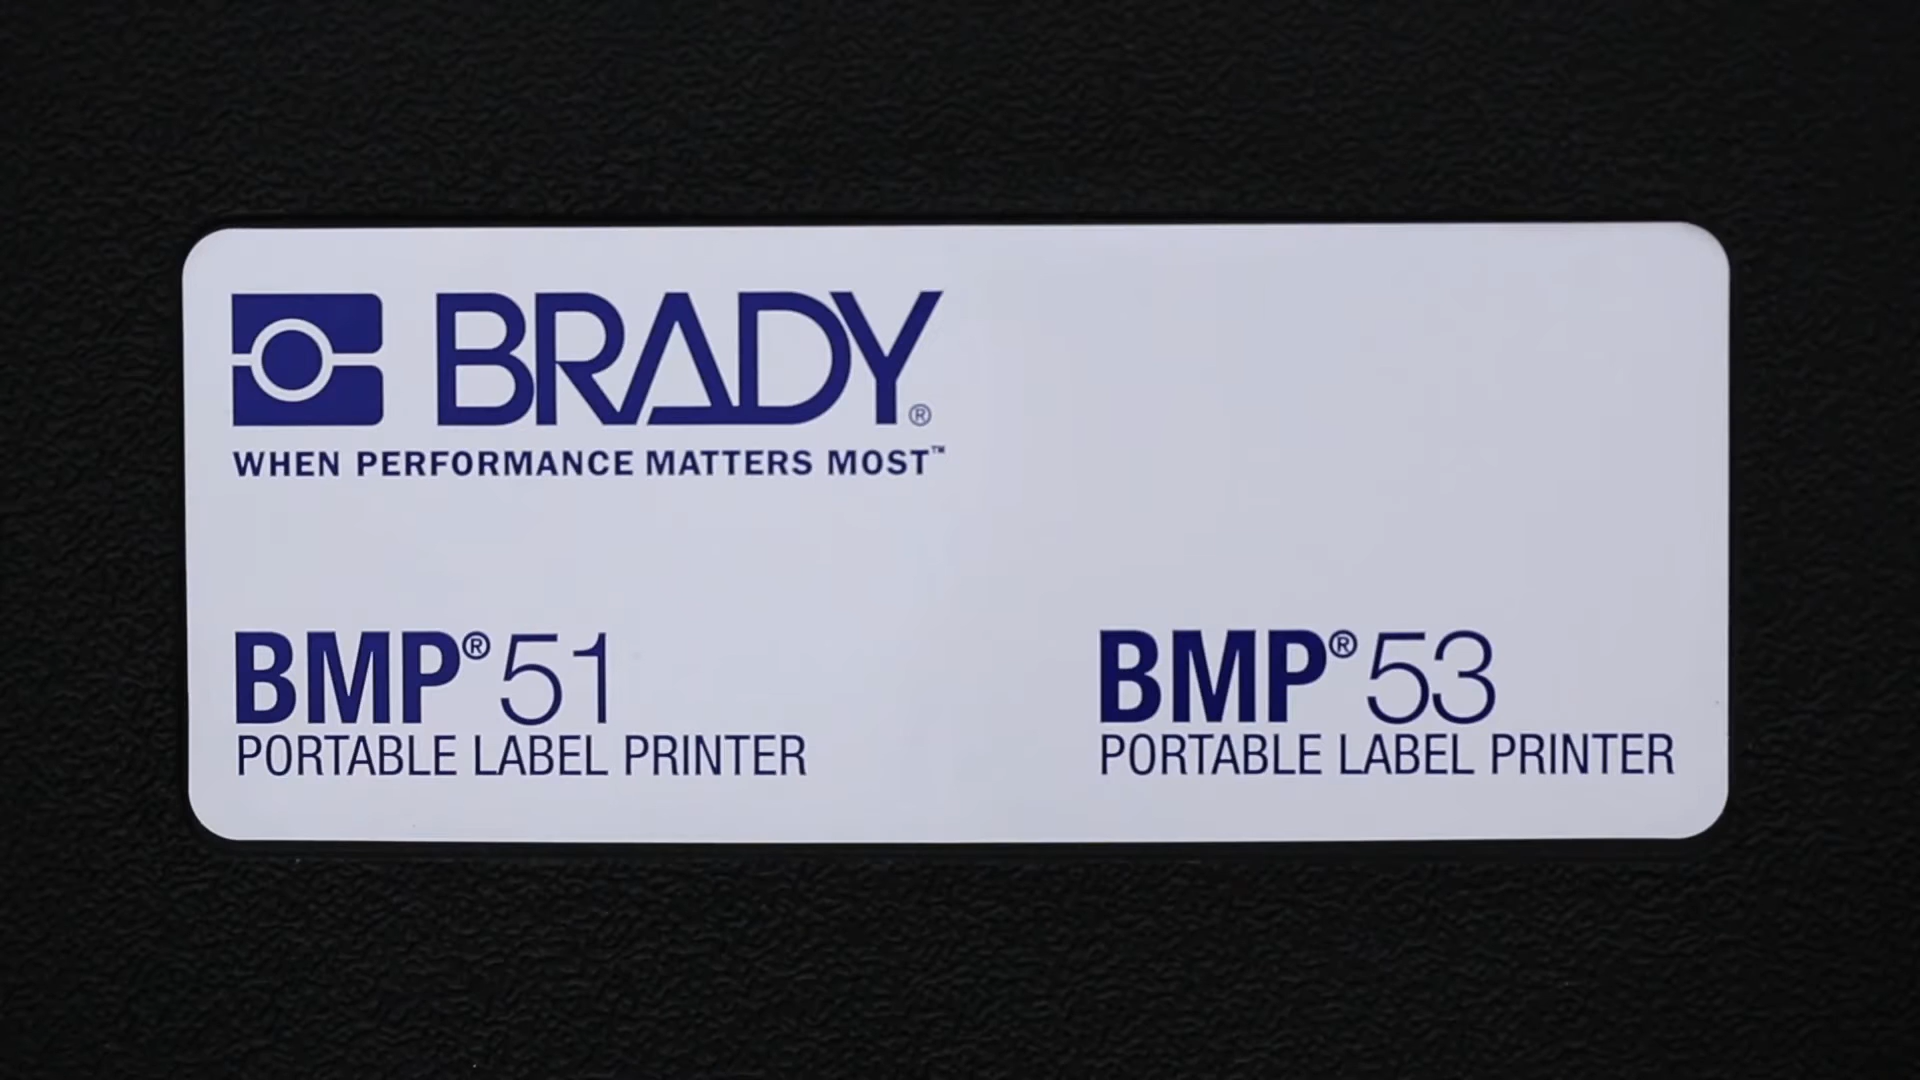 BRADY®
WHEN PERFORMANCE MATTERS MOST™
BMP® 51
PORTABLE LABEL PRINTER
BMP® 53
PORTABLE LABEL PRINTER